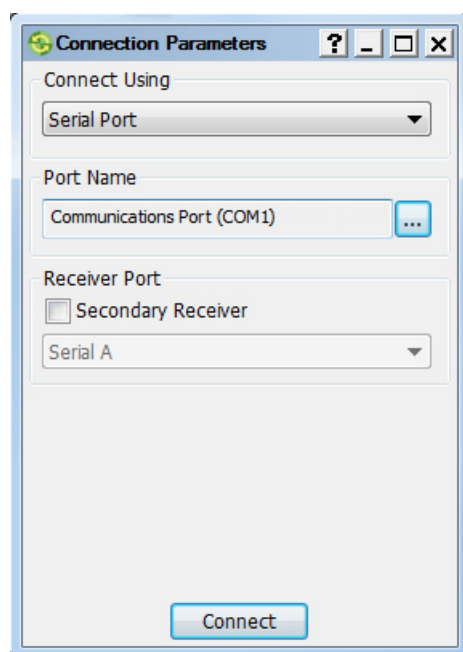 Connection Parameters
Connect Using
Serial Port
Port Name
Communications Port (COM1)
...
Receiver Port
Secondary Receiver
Serial A
Connect